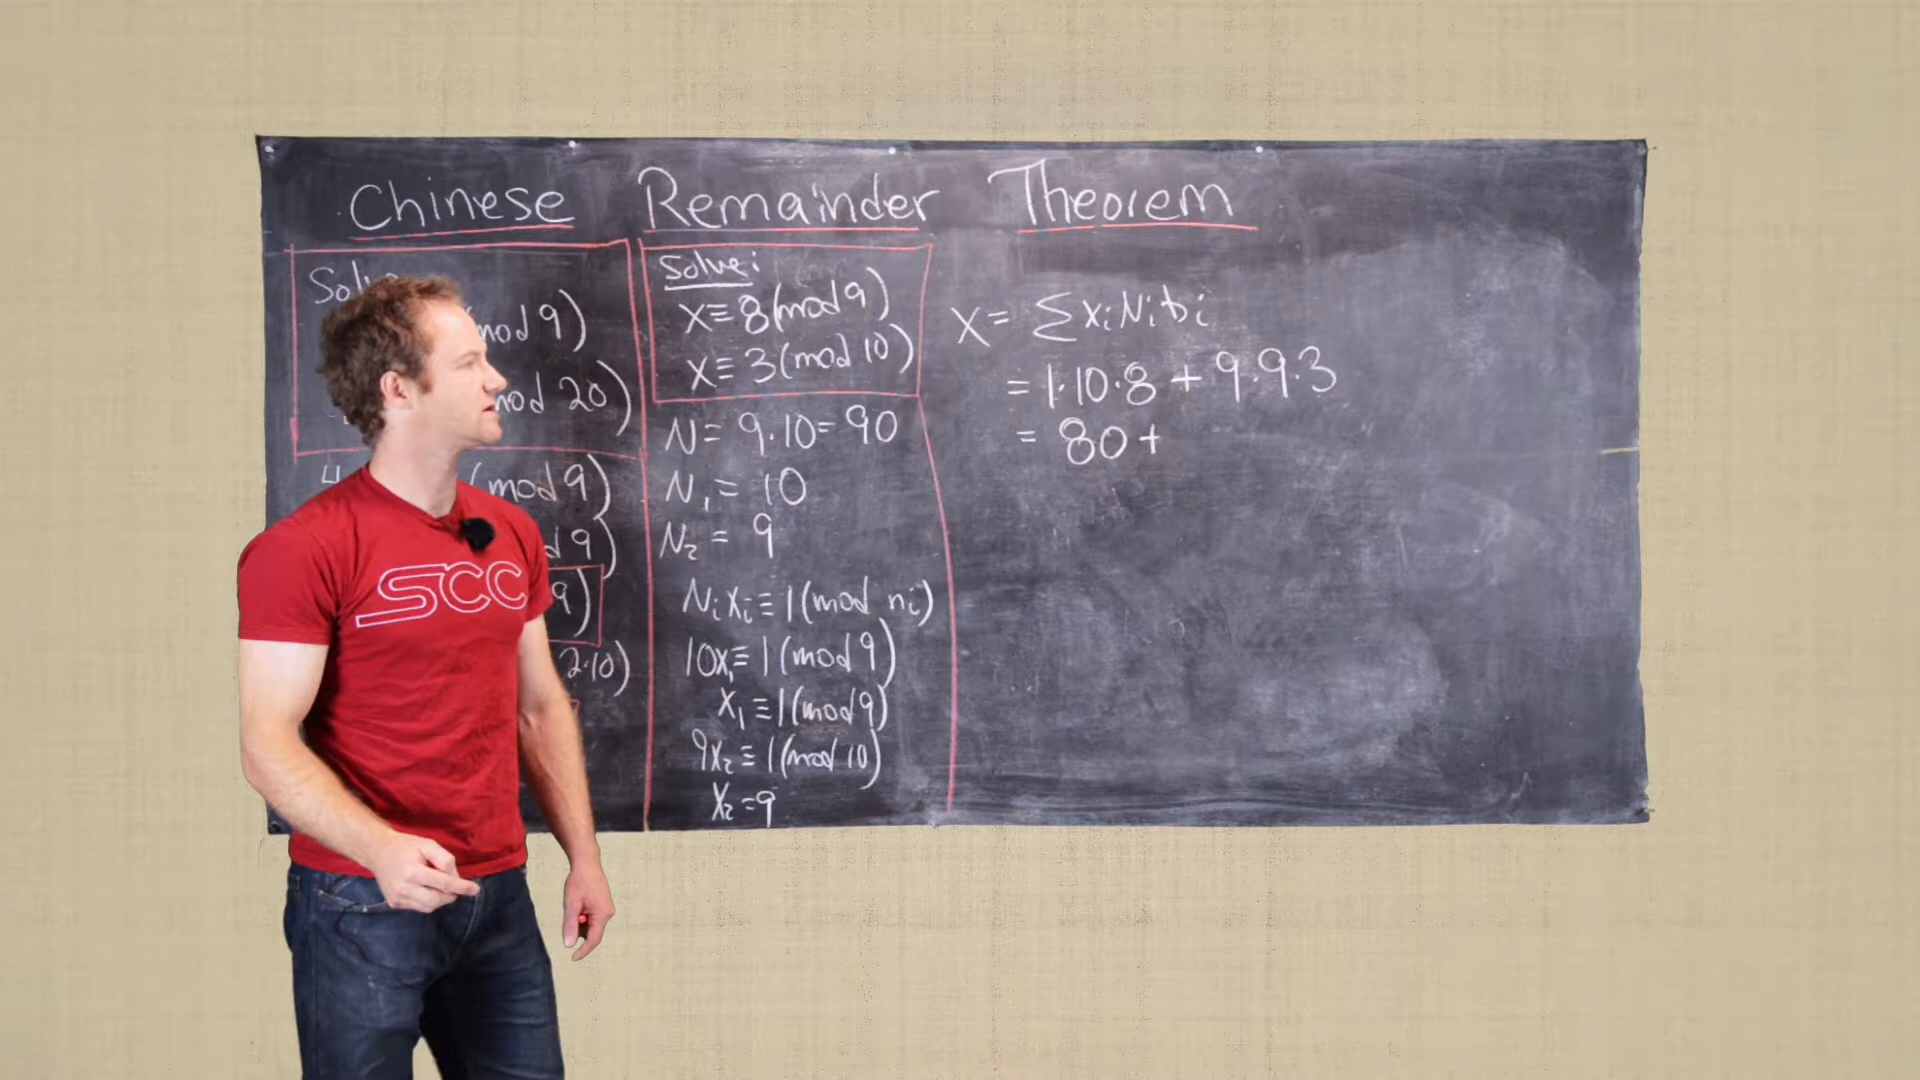 Chinese Remainder Theorem
Solve:
x≡8(mod 9)
x≡3(mod 10)
N= 9·10=90
N₁= 10
N₂= 9
Nᵢxᵢ≡1(mod nᵢ)
10x₁≡1(mod 9)
x₁≡1(mod 9)
9x₂≡1(mod 10)
x₂=9
x= ∑xᵢNᵢbᵢ
=1·10·8+9·9·3
= 80+
mod 9)
mod 20)
(mod 9)
d 9)
9)
2·10)
SCC